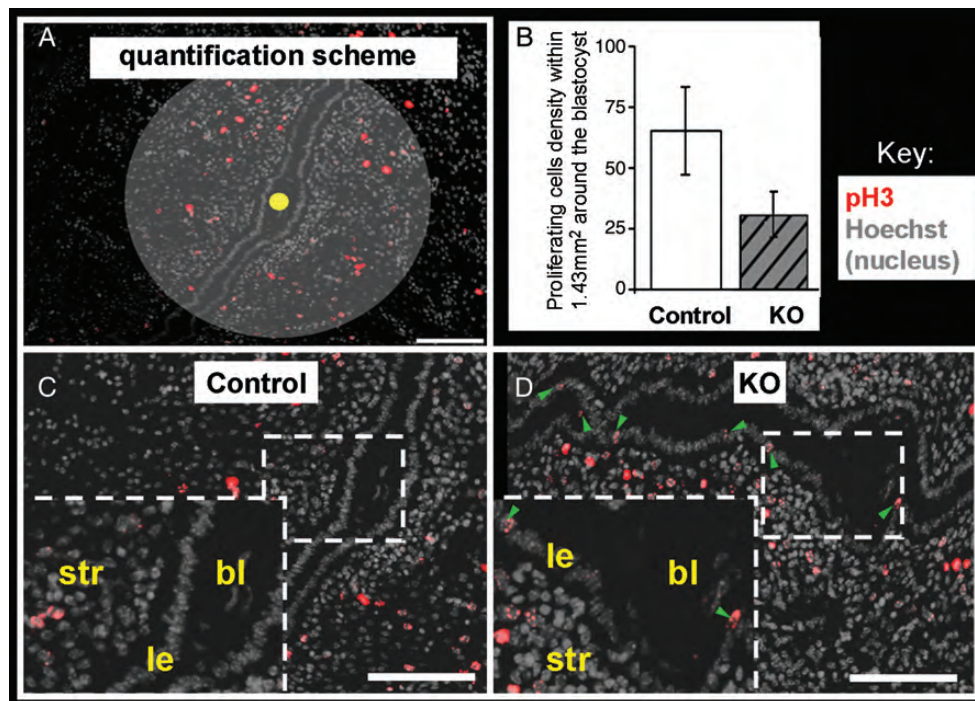 A
quantification scheme
B
Proliferating cells density within
1.43mm² around the blastocyst
100
75
50
25
0
Control
KO
Key:
pH3
Hoechst
(nucleus)
C
Control
str
bl
le
D
KO
le
bl
str